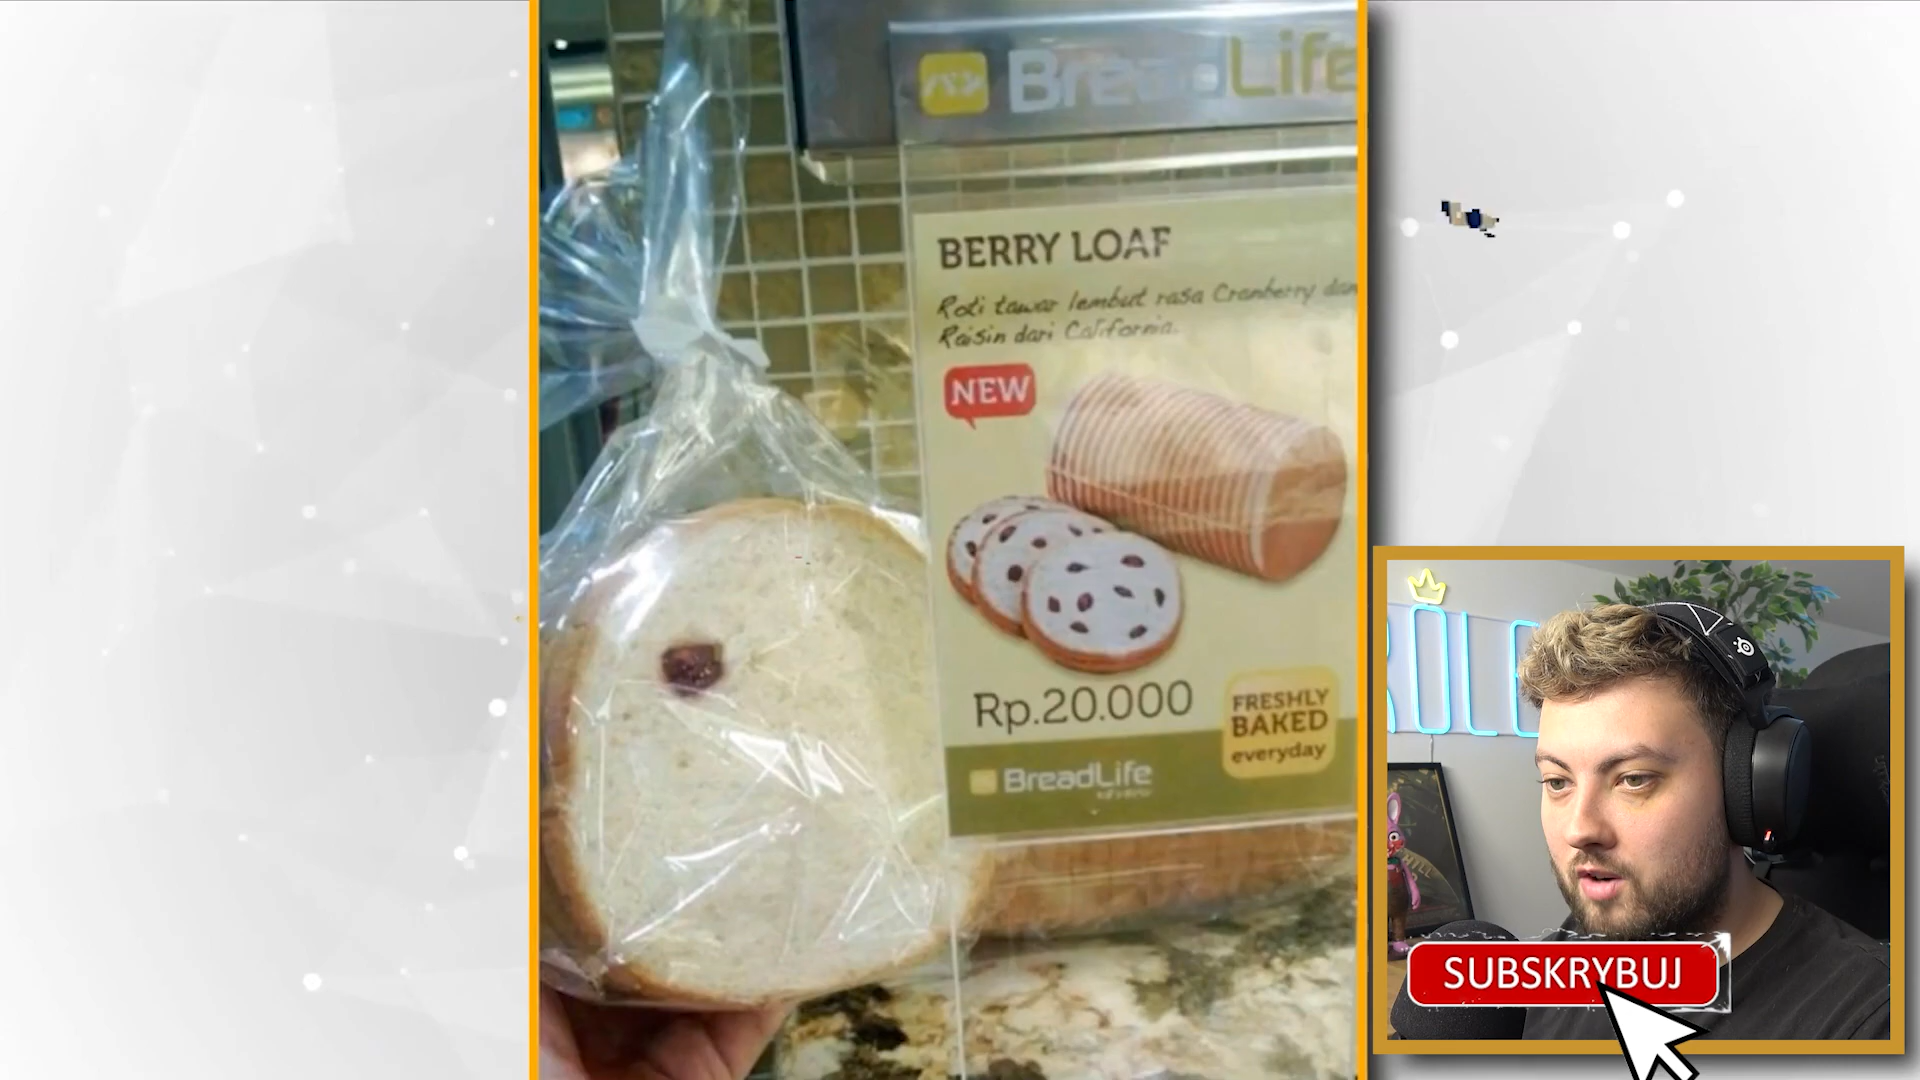 BreadLife
BERRY LOAF
Roti tawar lembut rasa Cranberry dan
Raisin dari California.
NEW
Rp.20.000
FRESHLY
BAKED
everyday
BreadLife
SUBSKRYBUJ